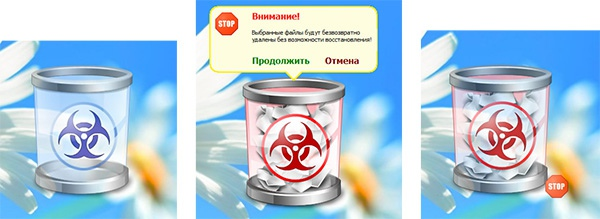 STOP
Внимание!
Выбранные файлы будут безвозвратно
удалены без возможности восстановления!
Продолжить Отмена
STOP